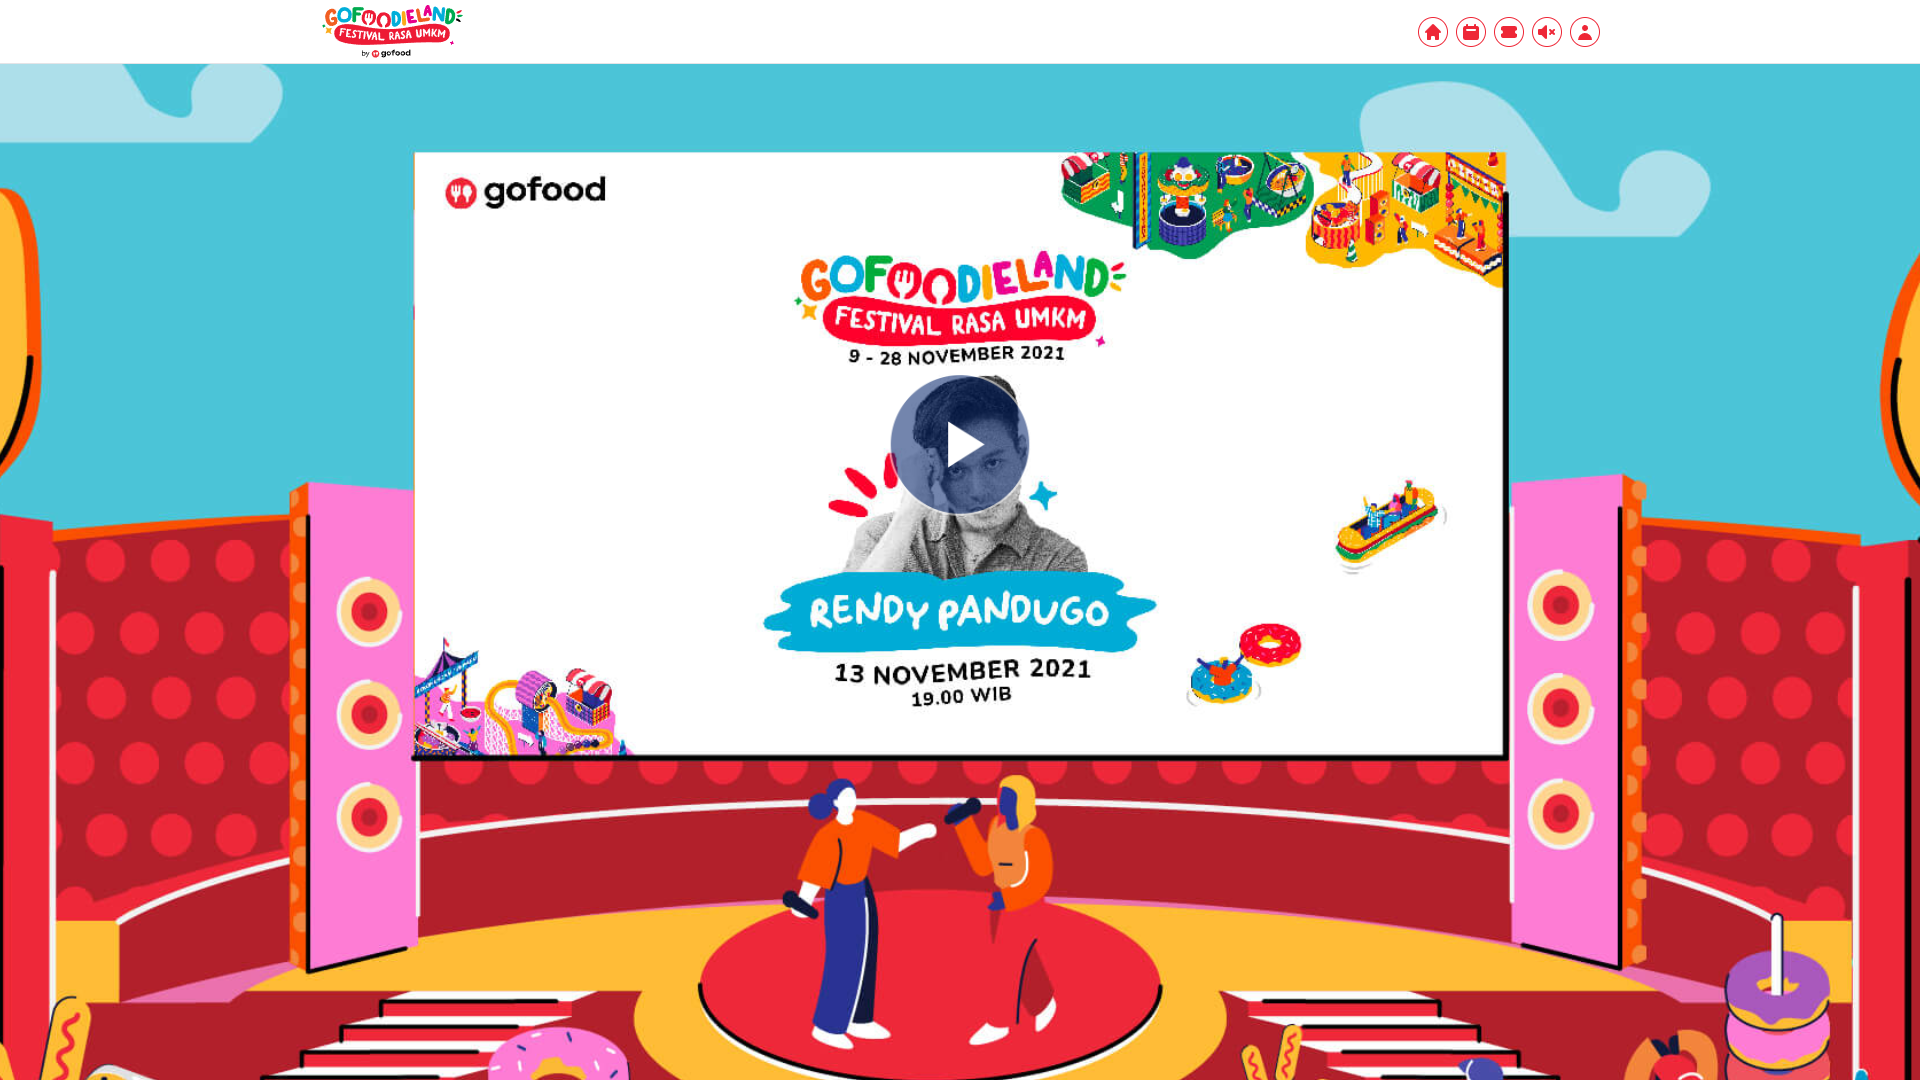 GOFOODIELAND
FESTIVAL RASA UMKM
by gofood
gofood
GOFOODIELAND
FESTIVAL RASA UMKM
9 - 28 NOVEMBER 2021
RENDY PANDUGO
13 NOVEMBER 2021
19.00 WIB